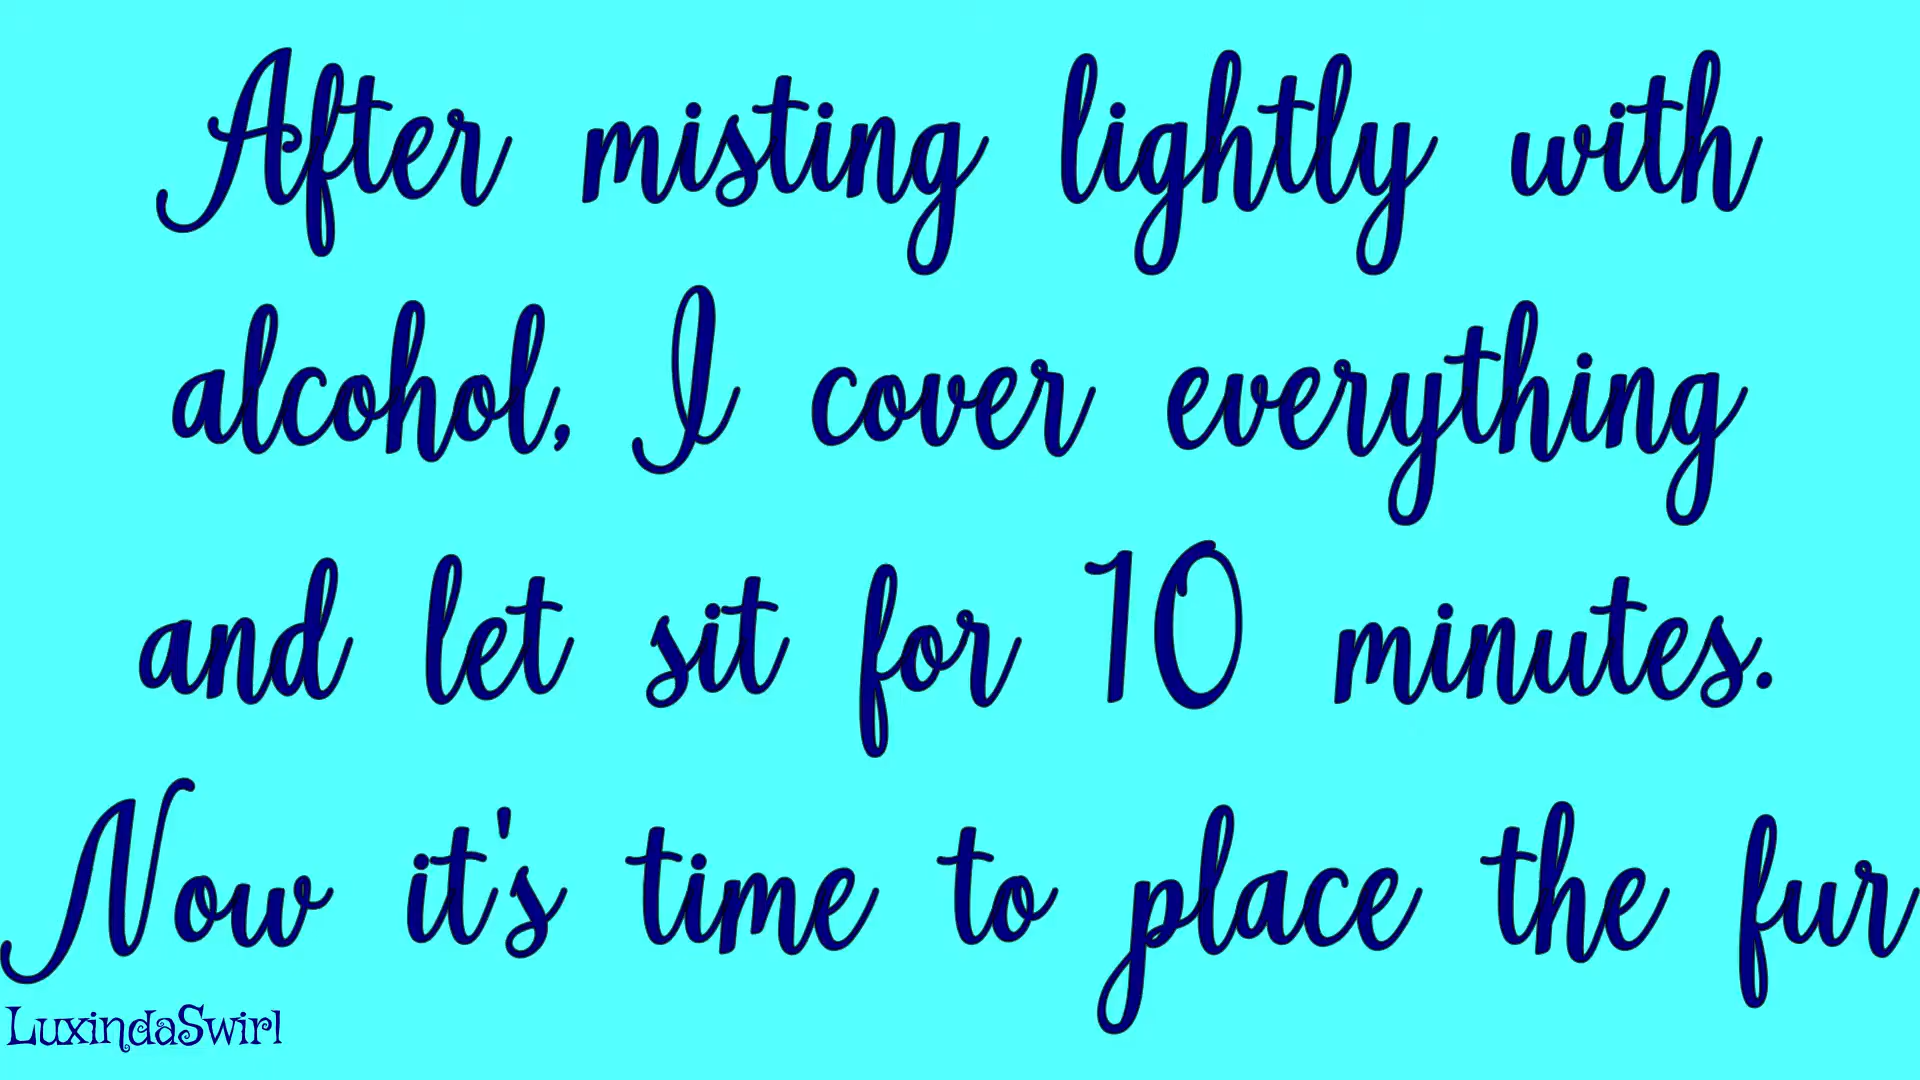 After misting lightly with
alcohol, I cover everything
and let sit for 10 minutes.
Now it's time to place the fur
LuxindaSwirl